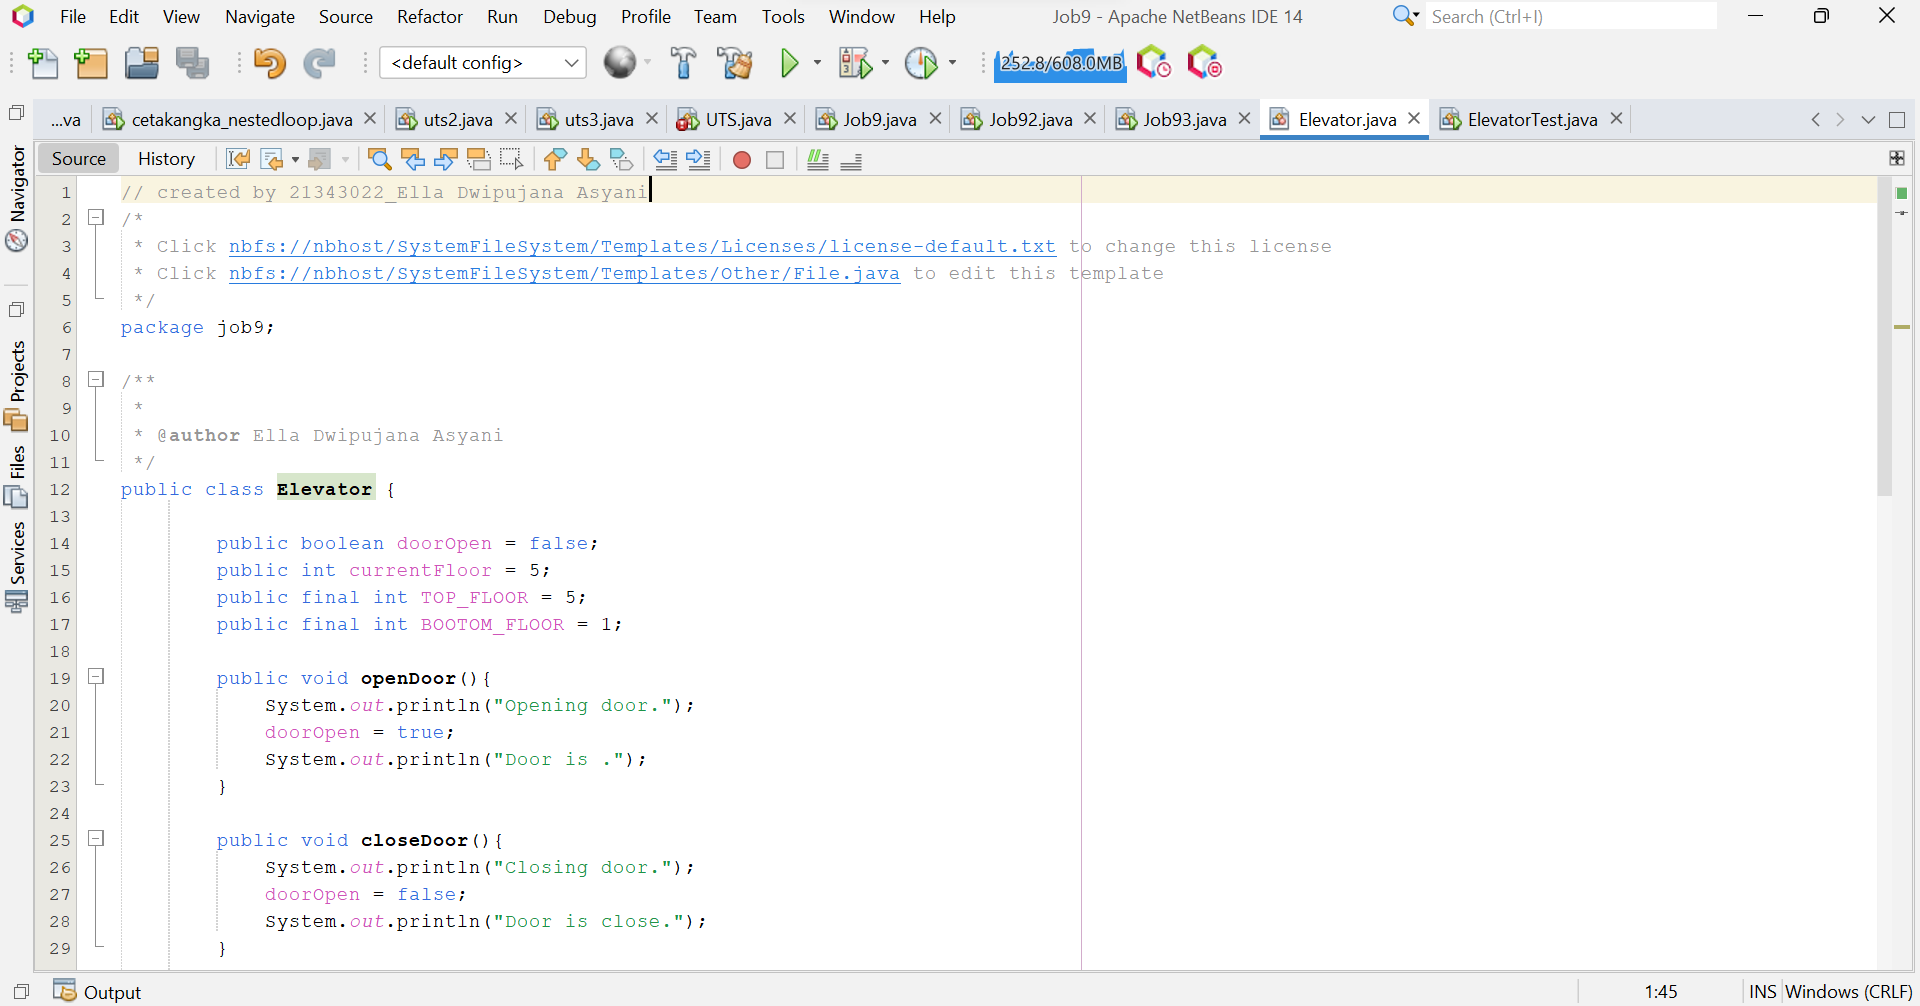 File Edit View Navigate Source Refactor Run Debug Profile Team Tools Window Help
Job9 - Apache NetBeans IDE 14
Search (Ctrl+I)
<default config>
252.8/608.0MB
...va cetakangka_nestedloop.java uts2.java uts3.java UTS.java Job9.java Job92.java Job93.java Elevator.java ElevatorTest.java
Source History
Navigator
Projects
Files
Services
1 // created by 21343022_Ella Dwipujana Asyani
2 /*
3 * Click nbfs://nbhost/SystemFileSystem/Templates/Licenses/license-default.txt to change this license
4 * Click nbfs://nbhost/SystemFileSystem/Templates/Other/File.java to edit this template
5 */
6 package job9;
7
8 /**
9 *
10 * @author Ella Dwipujana Asyani
11 */
12 public class Elevator {
13
14 public boolean doorOpen = false;
15 public int currentFloor = 5;
16 public final int TOP_FLOOR = 5;
17 public final int BOOTOM_FLOOR = 1;
18
19 public void openDoor(){
20 System.out.println("Opening door.");
21 doorOpen = true;
22 System.out.println("Door is .");
23 }
24
25 public void closeDoor(){
26 System.out.println("Closing door.");
27 doorOpen = false;
28 System.out.println("Door is close.");
29 }
Output
1:45 INS Windows (CRLF)